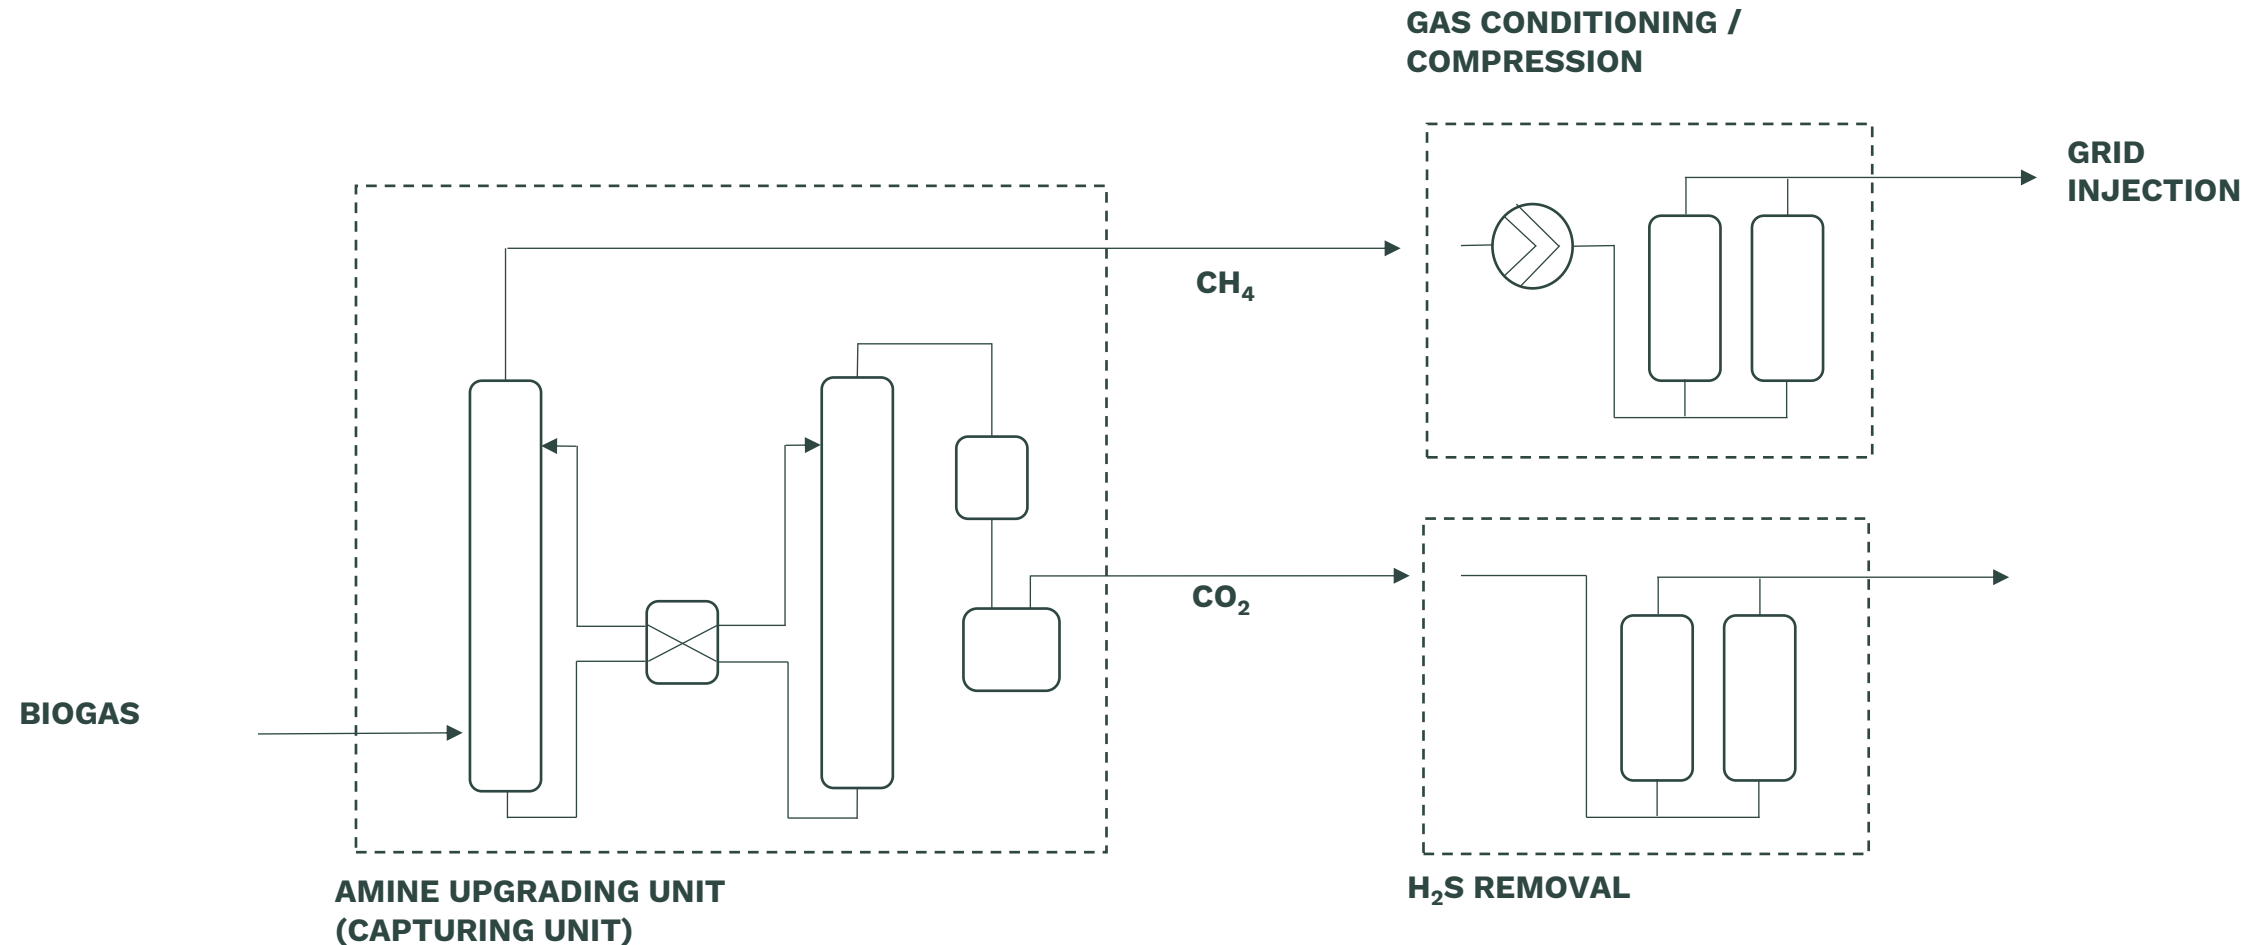 GAS CONDITIONING /
COMPRESSION
GRID
INJECTION
CH₄
CO₂
BIOGAS
AMINE UPGRADING UNIT
(CAPTURING UNIT)
H₂S REMOVAL